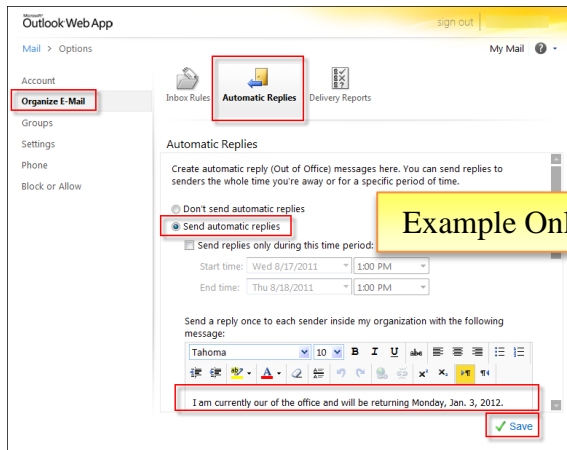 Microsoft
Outlook Web App
sign out
Mail > Options
My Mail
Account
Organize E-Mail
Groups
Settings
Phone
Block or Allow
Inbox Rules
Automatic Replies
Delivery Reports
Automatic Replies
Create automatic reply (Out of Office) messages here. You can send replies to
senders the whole time you're away or for a specific period of time.
Don't send automatic replies
Send automatic replies
Example Onl
Send replies only during this time period:
Start time: Wed 8/17/2011 1:00 PM
End time: Thu 8/18/2011 1:00 PM
Send a reply once to each sender inside my organization with the following
message:
Tahoma 10 B I U abc
I am currently our of the office and will be returning Monday, Jan. 3, 2012.
Save